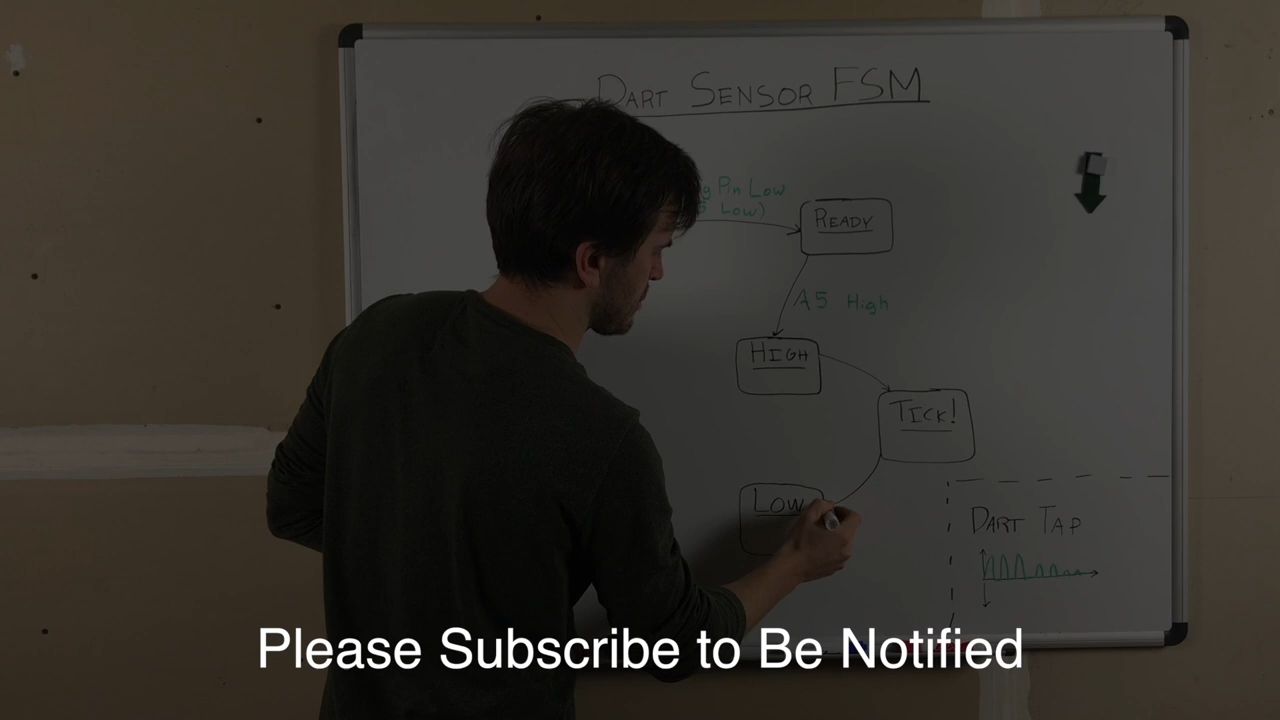 DART SENSOR FSM
Pin Low
Low)
READY
A5 High
HIGH
TICK!
LOW
DART TAP
Please Subscribe to Be Notified